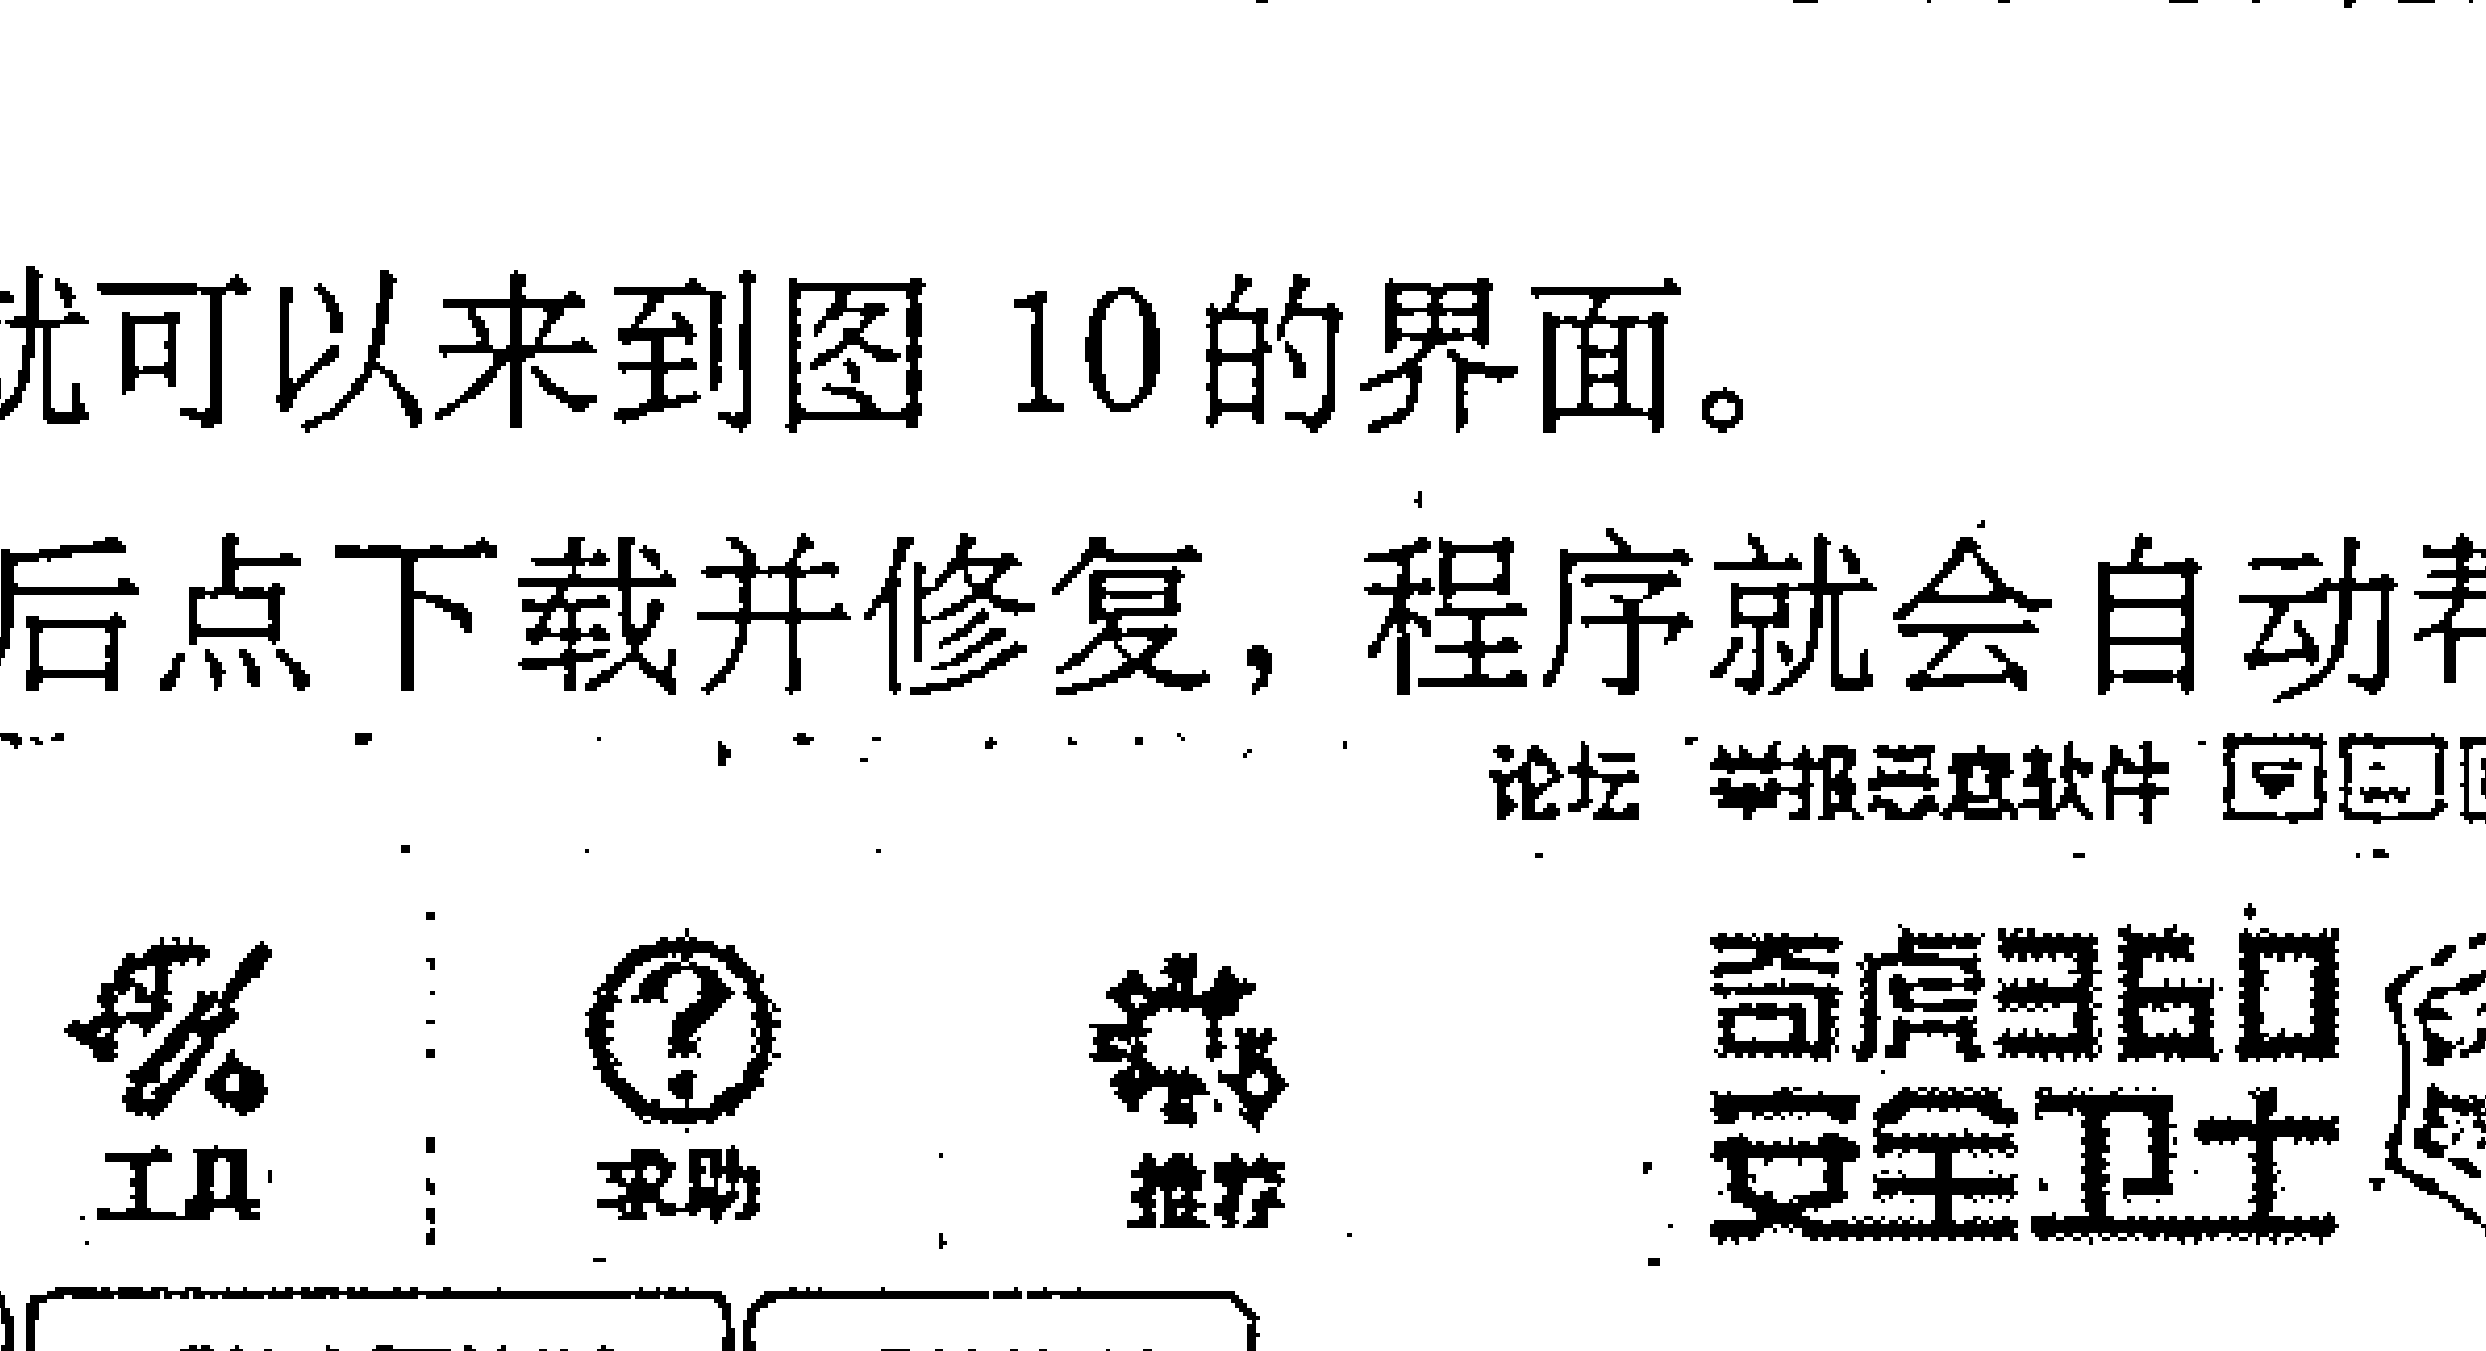 就可以来到图 10的界面。
后点下载并修复，程序就会自动帮
论坛 举报恶意软件
工具 求助 推荐
奇虎360
安全卫士